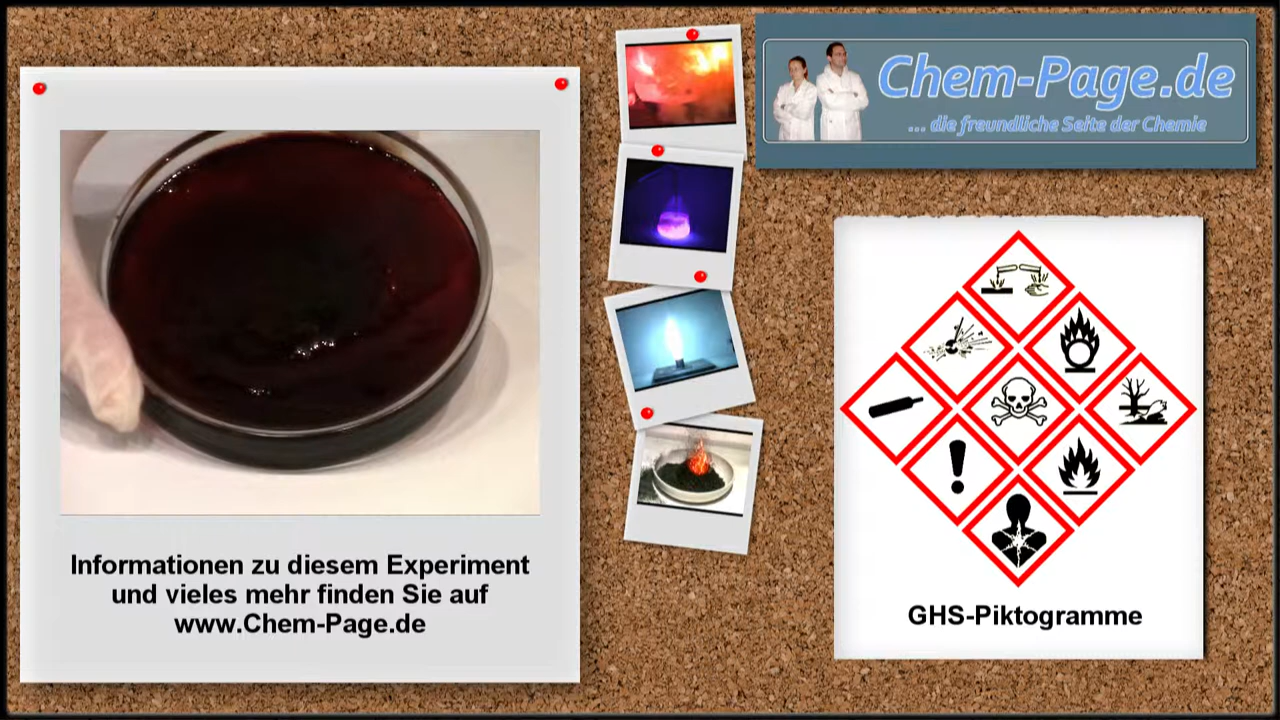 Chem-Page.de
... die freundliche Seite der Chemie
Informationen zu diesem Experiment
und vieles mehr finden Sie auf
www.Chem-Page.de
GHS-Piktogramme